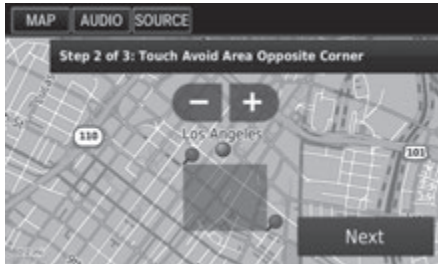 MAP AUDIO SOURCE
Step 2 of 3: Touch Avoid Area Opposite Corner
− +
Los Angeles
110
101
Next